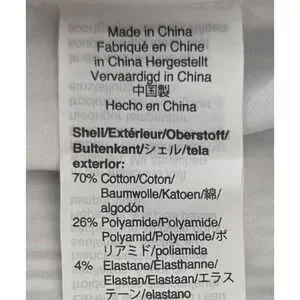 Made in China
Fabriqué en Chine
in China Hergestellt
Vervaardigd in China
中国製
Hecho en China
Shell/Extérieur/Oberstoff/
Buitenkant/シェル/tela
exterior:
70% Cotton/Coton/
Baumwolle/Katoen/綿/
algodón
26% Polyamide/Polyamide/
Polyamid/Polyamide/ポ
リアミド/poliamida
4% Elastane/Élasthanne/
Elastan/Elastaan/エラス
テーン/elastano